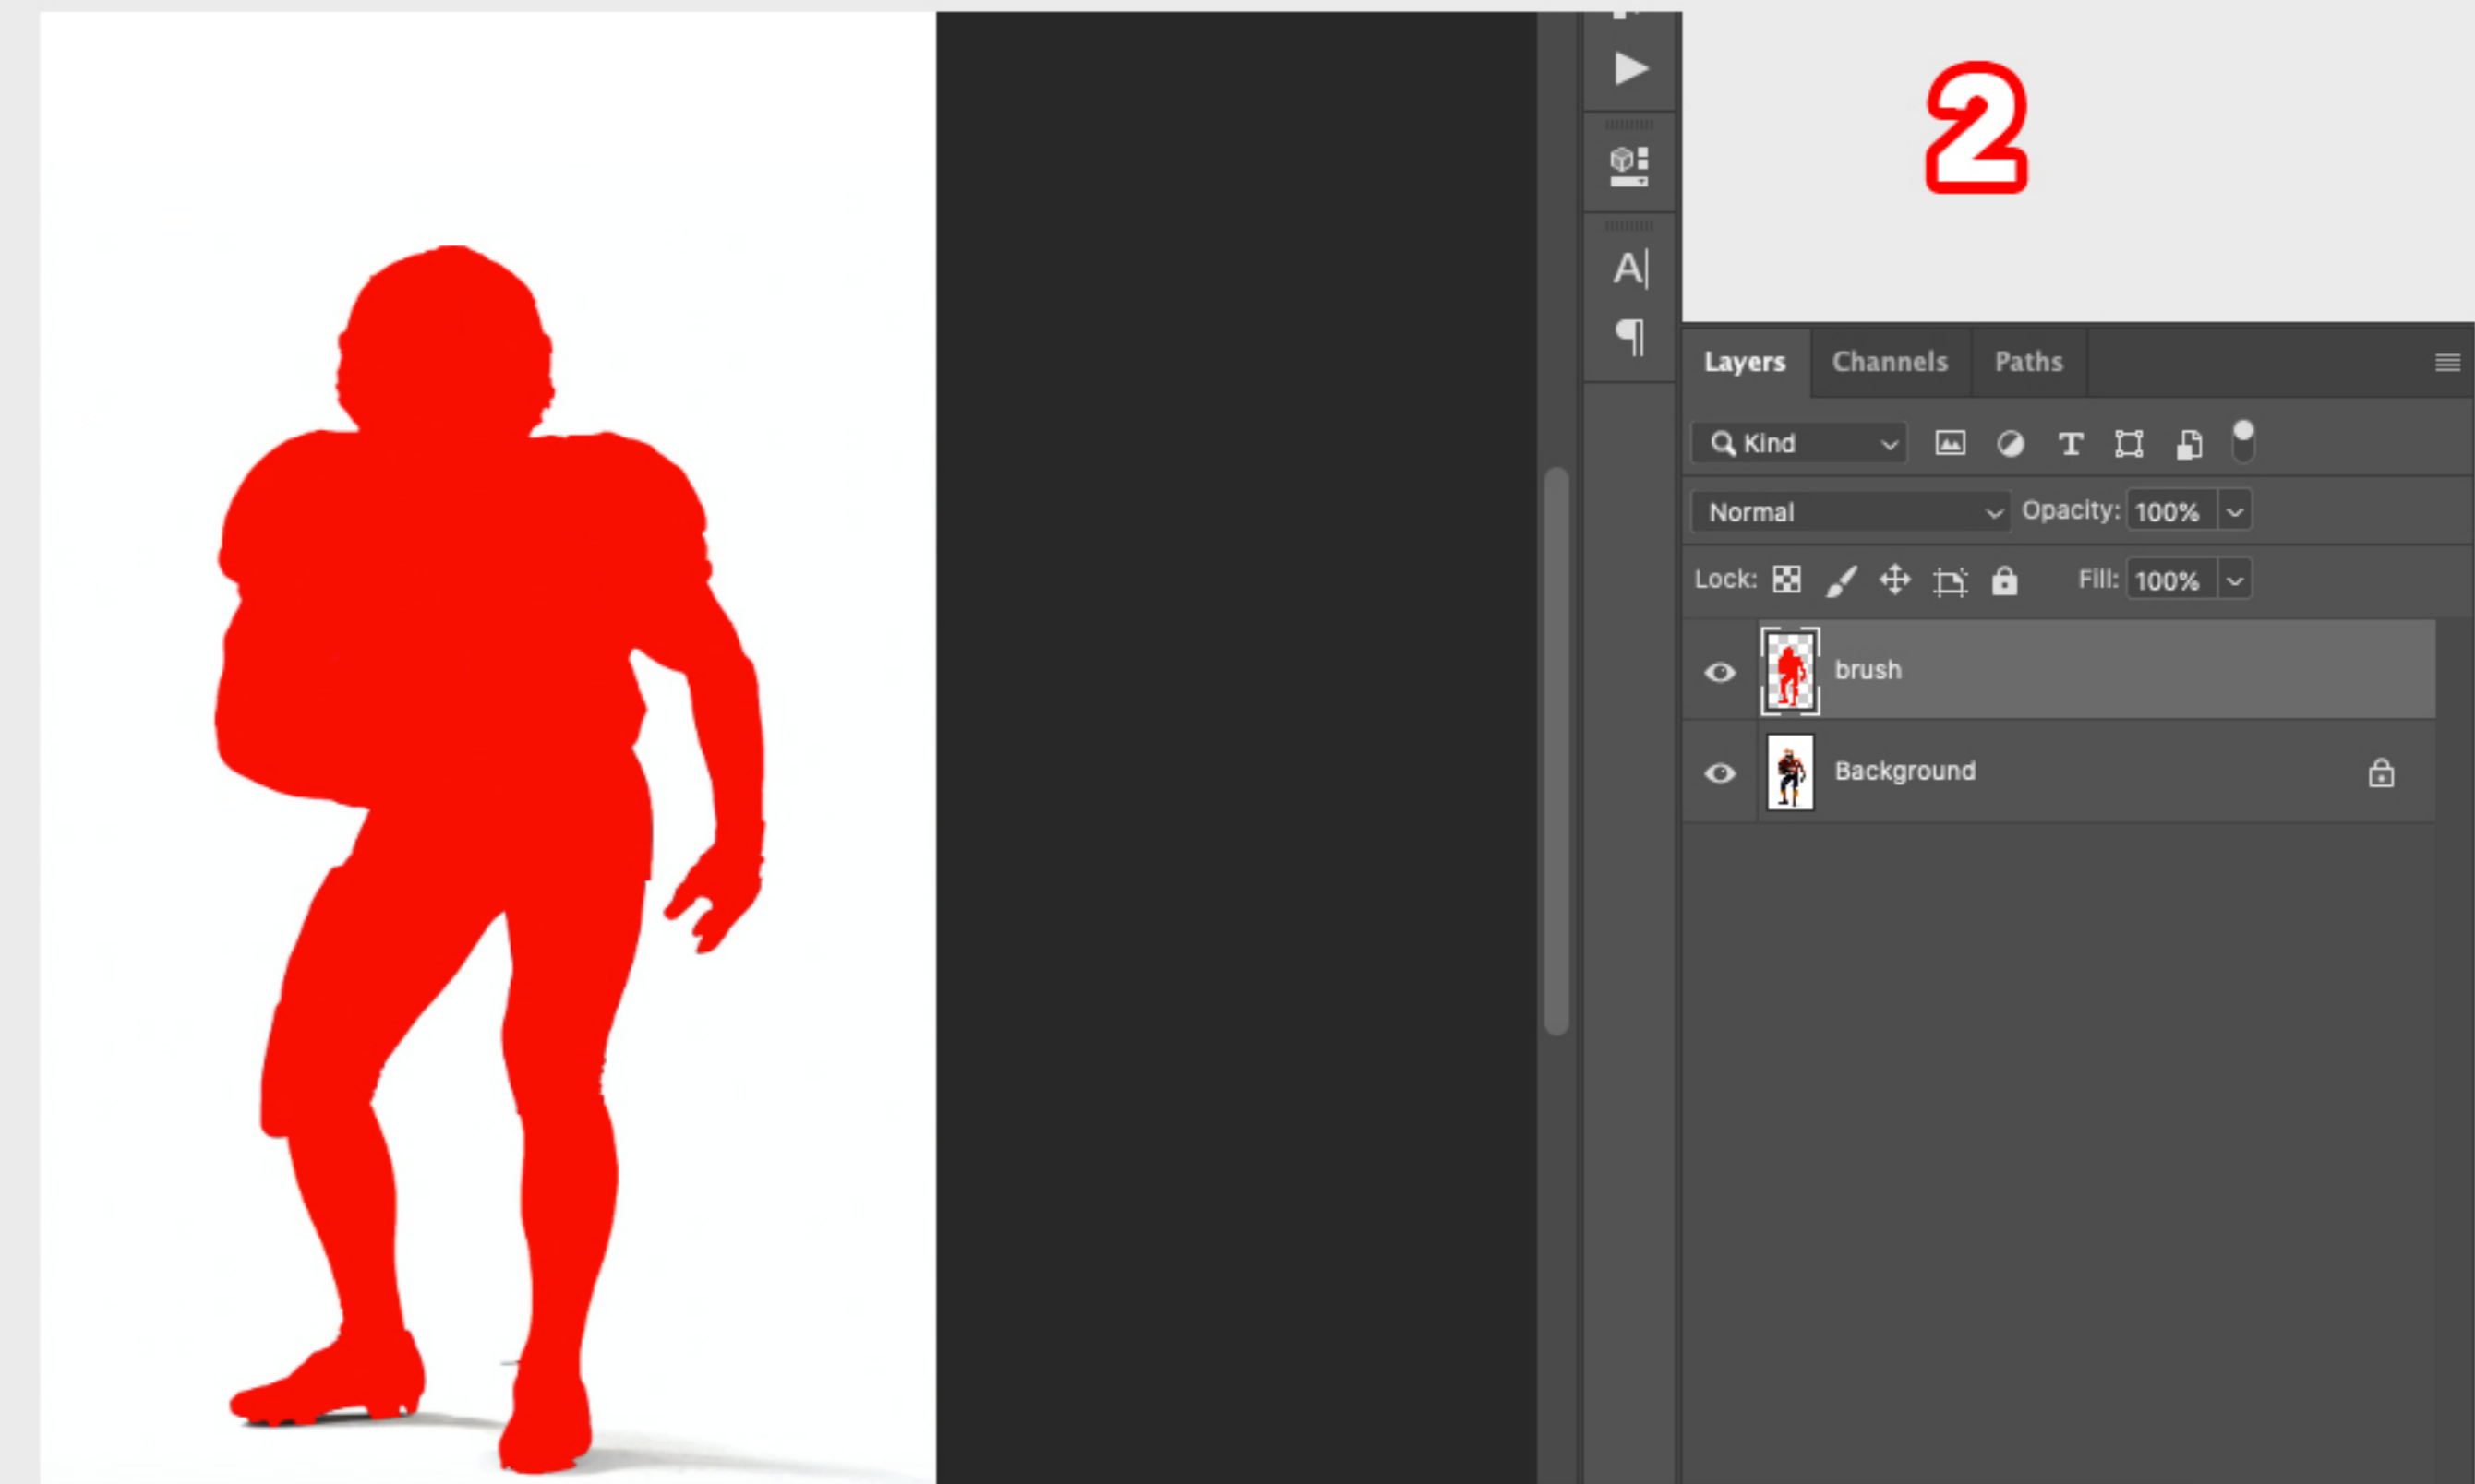 2
A
¶
Layers Channels Paths
Kind T
Normal Opacity: 100%
Lock: Fill: 100%
brush
Background